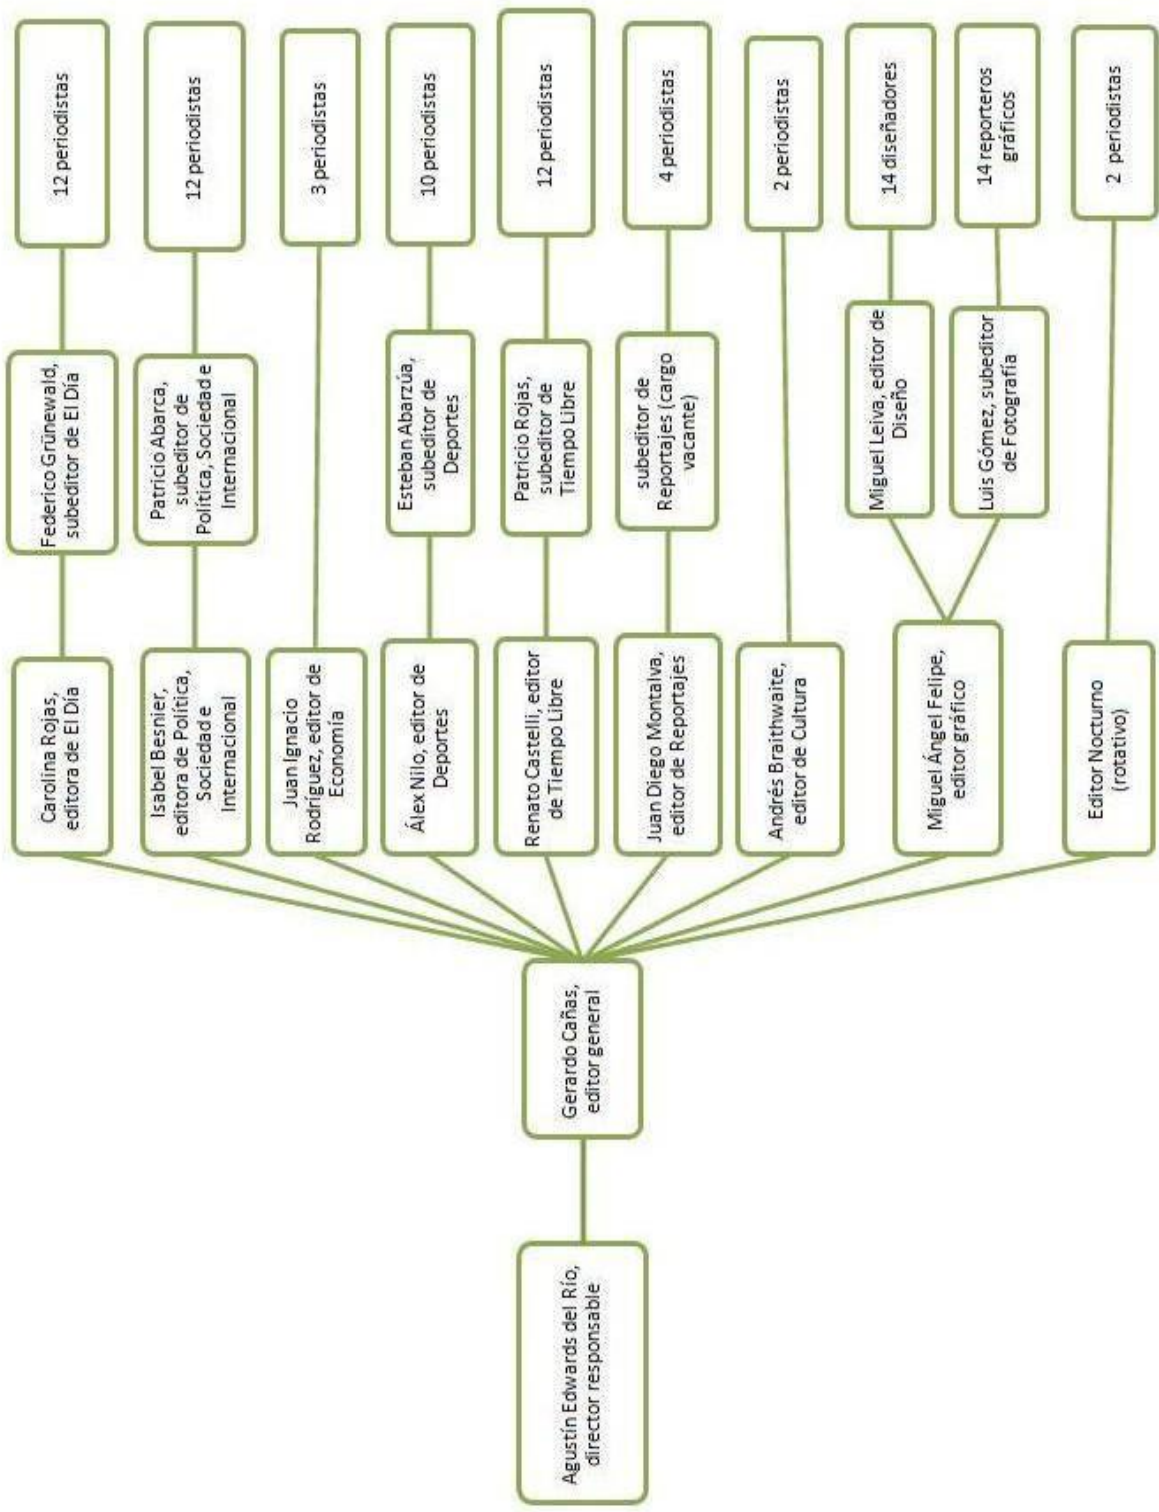 Agustín Edwards del Río,
director responsable
Gerardo Cañas,
editor general
Carolina Rojas,
editora de El Día
Federico Grünewald,
subeditor de El Día
12 periodistas
Isabel Besnier,
editora de Política,
Sociedad e
Internacional
Patricio Abarca,
subeditor de
Política, Sociedad e
Internacional
12 periodistas
Juan Ignacio
Rodríguez, editor de
Economía
3 periodistas
Álex Nilo, editor de
Deportes
Esteban Abarzúa,
subeditor de
Deportes
10 periodistas
Renato Castelli, editor
de Tiempo Libre
Patricio Rojas,
subeditor de
Tiempo Libre
12 periodistas
Juan Diego Montalva,
editor de Reportajes
subeditor de
Reportajes (cargo
vacante)
4 periodistas
Andrés Braithwaite,
editor de Cultura
2 periodistas
Miguel Ángel Felipe,
editor gráfico
Miguel Leiva, editor de
Diseño
14 diseñadores
Luis Gómez, subeditor
de Fotografía
14 reporteros
gráficos
Editor Nocturno
(rotativo)
2 periodistas